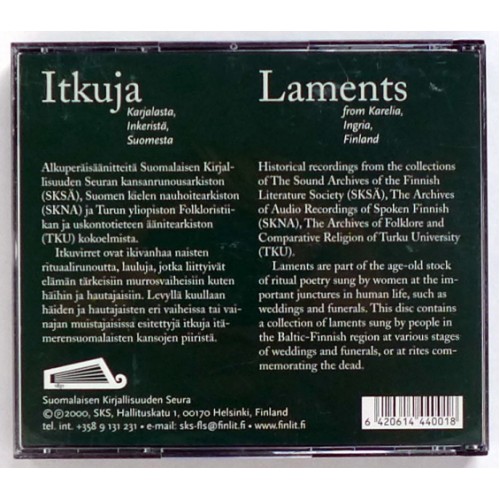 Itkuja
Karjalasta,
Inkeristä,
Suomesta
Alkuperäisäänitteitä Suomalaisen Kirjal-
lisuuden Seuran kansanrunousarkiston
(SKSÄ), Suomen kielen nauhoitearkiston
(SKNA) ja Turun yliopiston Folkloristii-
kan ja uskontotieteen äänitearkiston
(TKU) kokoelmista.
Itkuvirret ovat ikivanhaa naisten
rituaalirunoutta, lauluja, jotka liittyivät
elämän tärkeisiin murrosvaiheisiin kuten
häihin ja hautajaisiin. Levyllä kuullaan
häiden ja hautajaisten eri vaiheissa tai vai-
najan muistajaisissa esitettyjä itkuja itä-
merensuomalaisten kansojen piiristä.
Suomalaisen Kirjallisuuden Seura
©℗2000, SKS, Hallituskatu 1, 00170 Helsinki, Finland
tel. int. +358 9 131 231 • e-mail: sks-fls@finlit.fi • www.finlit.fi
Laments
from Karelia,
Ingria,
Finland
Historical recordings from the collections
of The Sound Archives of the Finnish
Literature Society (SKSÄ), The Archives
of Audio Recordings of Spoken Finnish
(SKNA), The Archives of Folklore and
Comparative Religion of Turku University
(TKU).
Laments are part of the age-old stock
of ritual poetry sung by women at the
important junctures in human life, such as
weddings and funerals. This disc contains
a collection of laments sung by people in
the Baltic-Finnish region at various stages
of weddings and funerals, or at rites com-
memorating the dead.
6 420614 440018